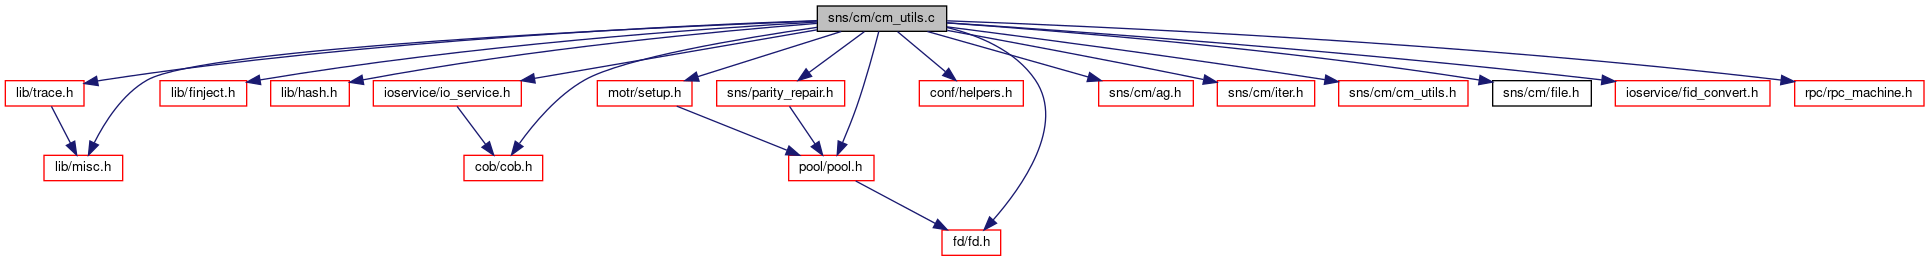 sns/cm/cm_utils.c
lib/trace.h
lib/finject.h
lib/hash.h
ioservice/io_service.h
motr/setup.h
sns/parity_repair.h
conf/helpers.h
sns/cm/ag.h
sns/cm/iter.h
sns/cm/cm_utils.h
sns/cm/file.h
ioservice/fid_convert.h
rpc/rpc_machine.h
lib/misc.h
cob/cob.h
pool/pool.h
fd/fd.h